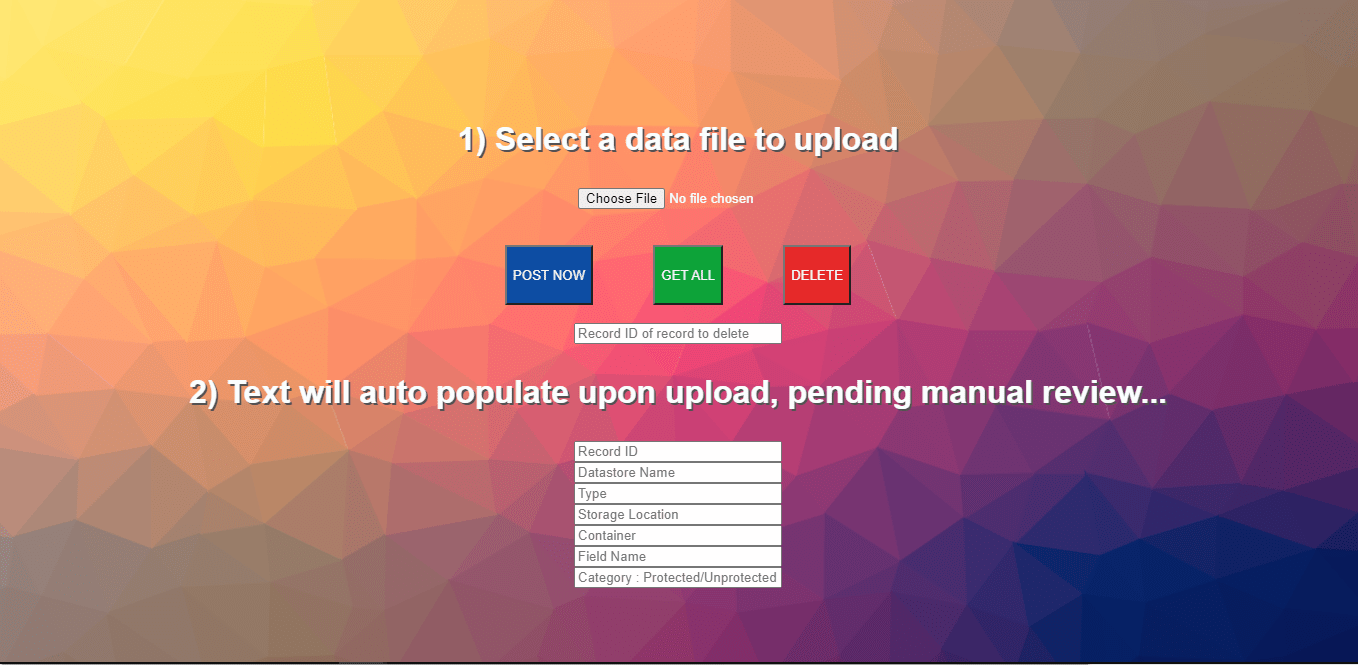 1) Select a data file to upload
Choose File No file chosen
POST NOW GET ALL DELETE
Record ID of record to delete
2) Text will auto populate upon upload, pending manual review...
Record ID
Datastore Name
Type
Storage Location
Container
Field Name
Category : Protected/Unprotected